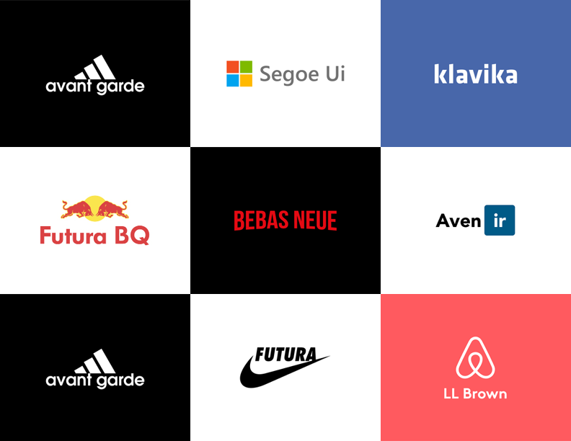 avant garde
Segoe Ui
klavika
Futura BQ
BEBAS NEUE
Aven ir
avant garde
FUTURA
LL Brown